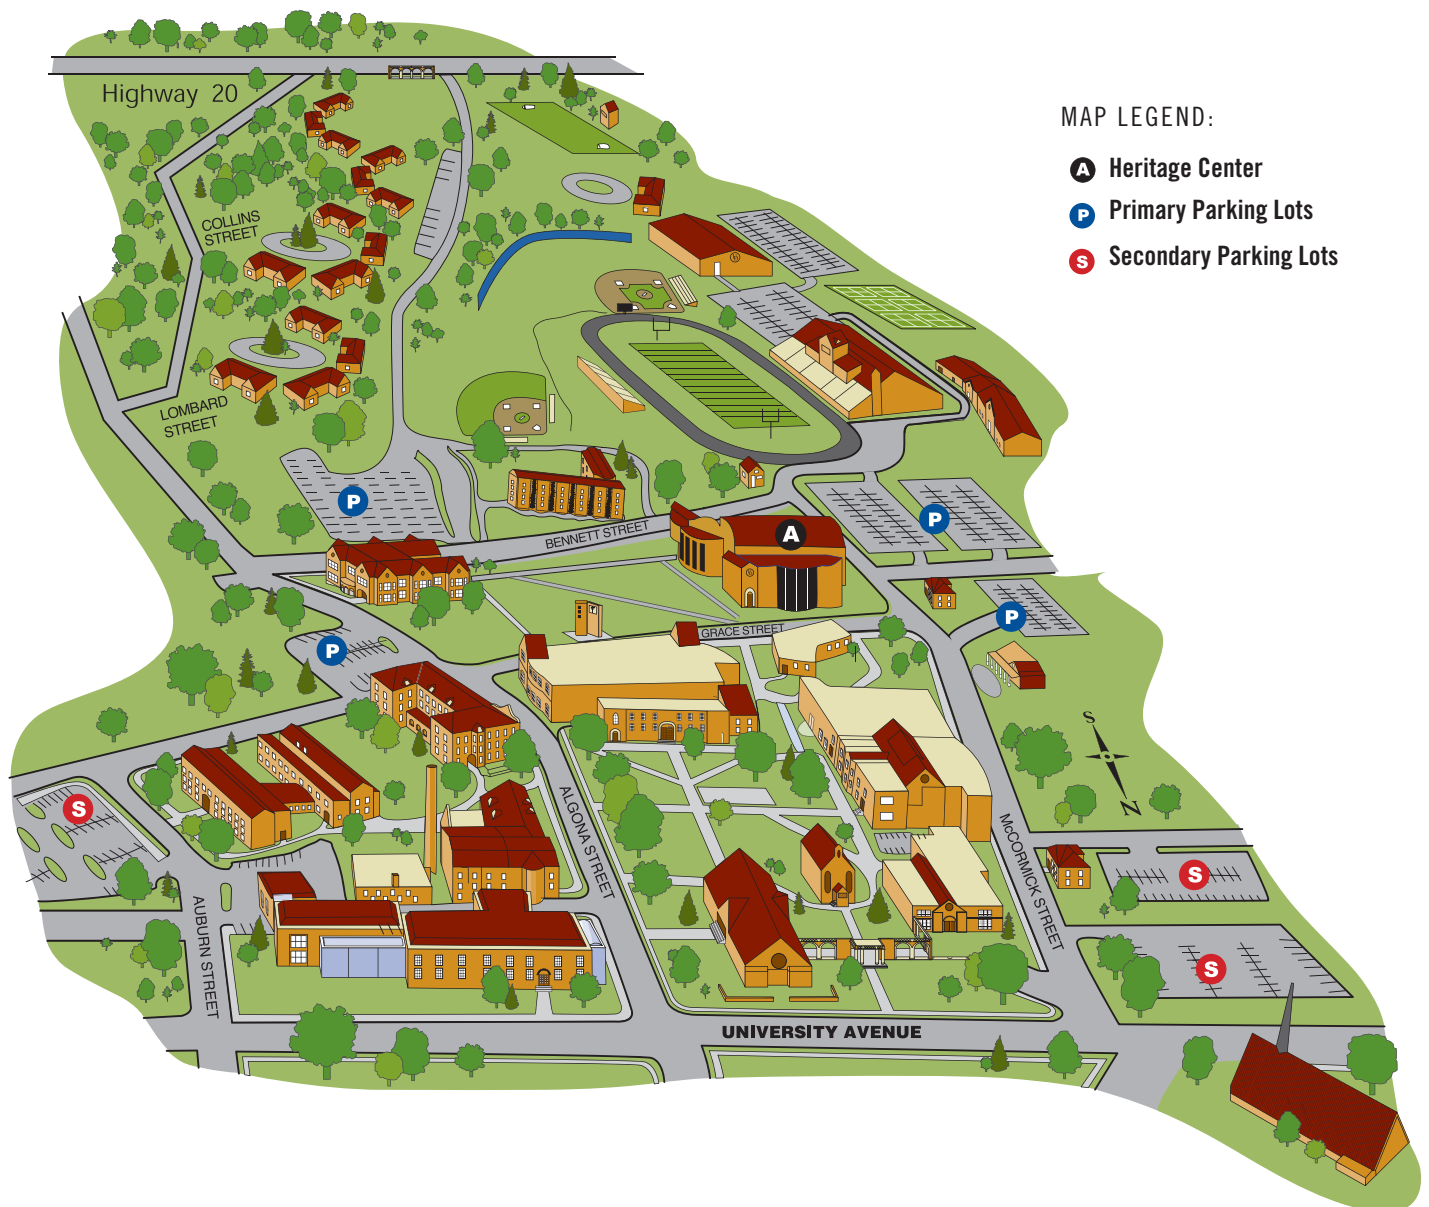 Highway 20
MAP LEGEND:
A Heritage Center
P Primary Parking Lots
S Secondary Parking Lots
COLLINS
STREET
LOMBARD
STREET
P
BENNETT STREET
A
P
P
GRACE STREET
P
S
N
S
ALGONA STREET
McCORMICK STREET
S
AUBURN STREET
S
UNIVERSITY AVENUE